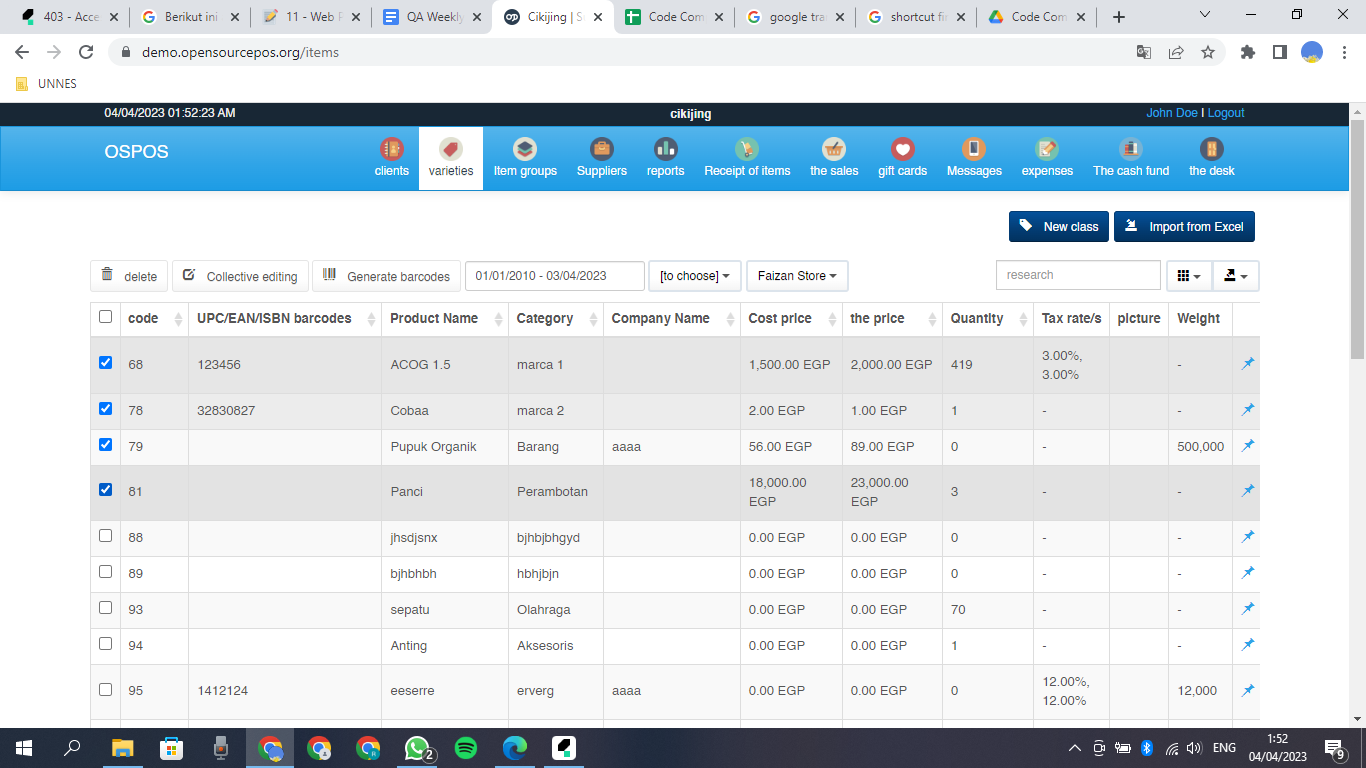 403 - Acce
Berikut ini
11 - Web P
QA Weekly
Cikijing | S
Code Com
google tra
shortcut fi
Code Com
demo.opensourcepos.org/items
UNNES
04/04/2023 01:52:23 AM
cikijing
John Doe | Logout
OSPOS
clients
varieties
Item groups
Suppliers
reports
Receipt of items
the sales
gift cards
Messages
expenses
The cash fund
the desk
New class
Import from Excel
delete
Collective editing
Generate barcodes
01/01/2010 - 03/04/2023
[to choose]
Faizan Store
research
code UPC/EAN/ISBN barcodes Product Name Category Company Name Cost price the price Quantity Tax rate/s picture Weight
68 123456 ACOG 1.5 marca 1 1,500.00 EGP 2,000.00 EGP 419 3.00%, 3.00% -
78 32830827 Cobaa marca 2 2.00 EGP 1.00 EGP 1 - -
79 Pupuk Organik Barang aaaa 56.00 EGP 89.00 EGP 0 - 500,000
81 Panci Perambotan 18,000.00 EGP 23,000.00 EGP 3 - -
88 jhsdjsnx bjhbjbhgyd 0.00 EGP 0.00 EGP 0 - -
89 bjhbhbh hbhjbjn 0.00 EGP 0.00 EGP 0 - -
93 sepatu Olahraga 0.00 EGP 0.00 EGP 70 - -
94 Anting Aksesoris 0.00 EGP 0.00 EGP 1 - -
95 1412124 eeserre erverg aaaa 0.00 EGP 0.00 EGP 0 12.00%, 12.00% 12,000
2
ENG
1:52
04/04/2023
9